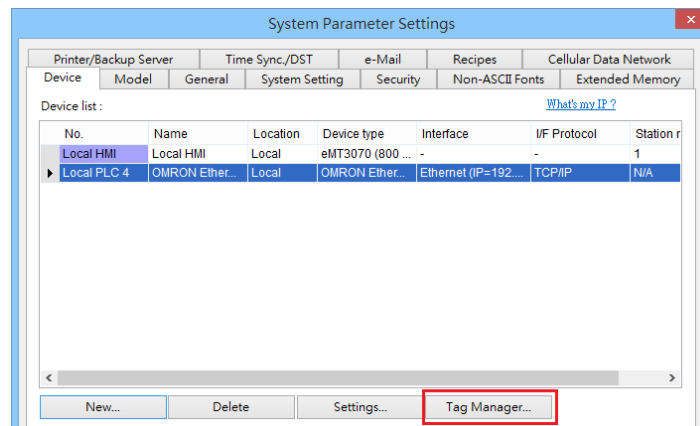 System Parameter Settings
Printer/Backup Server Time Sync./DST e-Mail Recipes Cellular Data Network
Device Model General System Setting Security Non-ASCII Fonts Extended Memory
Device list : What's my IP ?
No. Name Location Device type Interface I/F Protocol Station r
Local HMI Local HMI Local eMT3070 (800 ... - - 1
Local PLC 4 OMRON Ether... Local OMRON Ether... Ethernet (IP=192.... TCP/IP N/A
New... Delete Settings... Tag Manager...